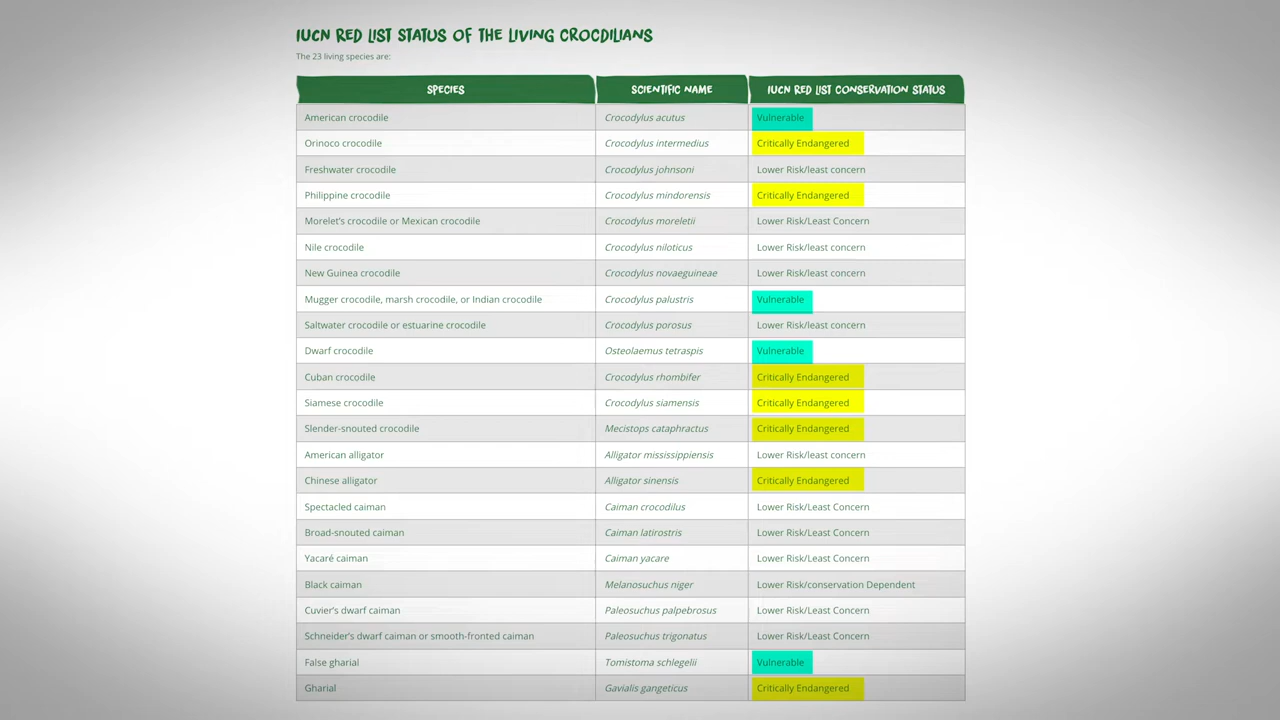 IUCN RED LIST STATUS OF THE LIVING CROCDILIANS
The 23 living species are:
SPECIES SCIENTIFIC NAME IUCN RED LIST CONSERVATION STATUS
American crocodile Crocodylus acutus Vulnerable
Orinoco crocodile Crocodylus intermedius Critically Endangered
Freshwater crocodile Crocodylus johnsoni Lower Risk/least concern
Philippine crocodile Crocodylus mindorensis Critically Endangered
Morelet's crocodile or Mexican crocodile Crocodylus moreletii Lower Risk/Least Concern
Nile crocodile Crocodylus niloticus Lower Risk/least concern
New Guinea crocodile Crocodylus novaeguineae Lower Risk/least concern
Mugger crocodile, marsh crocodile, or Indian crocodile Crocodylus palustris Vulnerable
Saltwater crocodile or estuarine crocodile Crocodylus porosus Lower Risk/least concern
Dwarf crocodile Osteolaemus tetraspis Vulnerable
Cuban crocodile Crocodylus rhombifer Critically Endangered
Siamese crocodile Crocodylus siamensis Critically Endangered
Slender-snouted crocodile Mecistops cataphractus Critically Endangered
American alligator Alligator mississippiensis Lower Risk/least concern
Chinese alligator Alligator sinensis Critically Endangered
Spectacled caiman Caiman crocodilus Lower Risk/Least Concern
Broad-snouted caiman Caiman latirostris Lower Risk/Least Concern
Yacaré caiman Caiman yacare Lower Risk/Least Concern
Black caiman Melanosuchus niger Lower Risk/conservation Dependent
Cuvier's dwarf caiman Paleosuchus palpebrosus Lower Risk/Least Concern
Schneider's dwarf caiman or smooth-fronted caiman Paleosuchus trigonatus Lower Risk/Least Concern
False gharial Tomistoma schlegelii Vulnerable
Gharial Gavialis gangeticus Critically Endangered